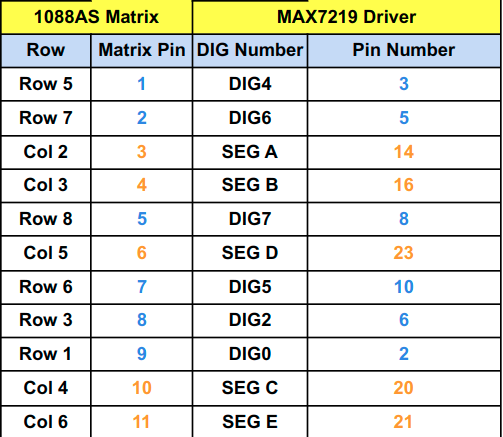 1088AS Matrix MAX7219 Driver
Row Matrix Pin DIG Number Pin Number
Row 5 1 DIG4 3
Row 7 2 DIG6 5
Col 2 3 SEG A 14
Col 3 4 SEG B 16
Row 8 5 DIG7 8
Col 5 6 SEG D 23
Row 6 7 DIG5 10
Row 3 8 DIG2 6
Row 1 9 DIG0 2
Col 4 10 SEG C 20
Col 6 11 SEG E 21